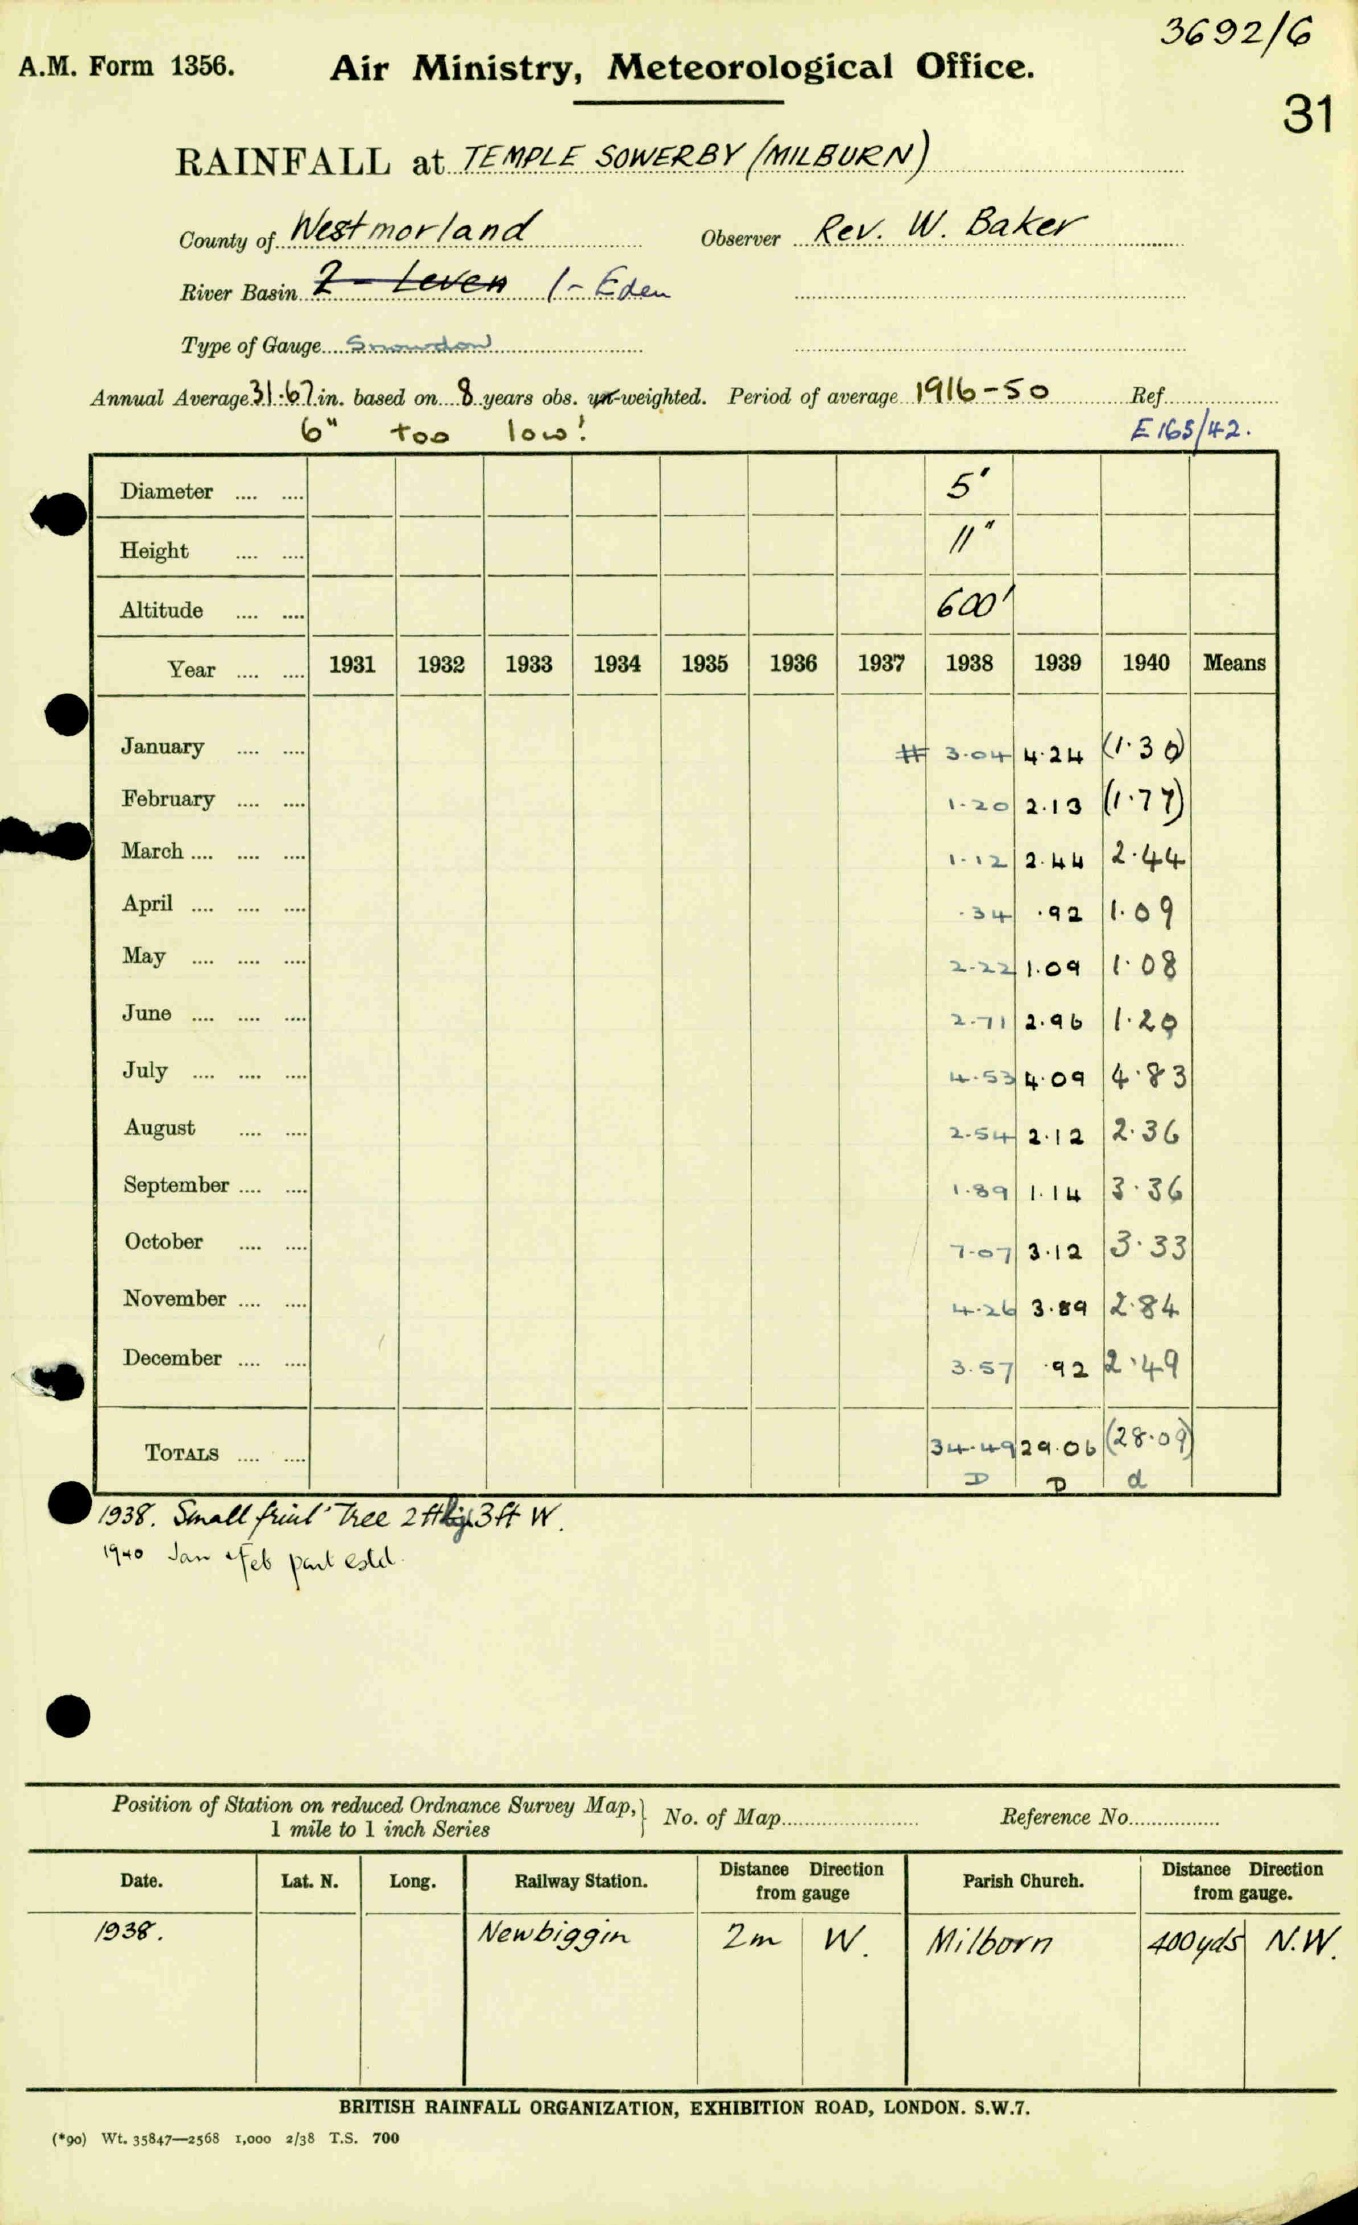 3692/6
A.M. Form 1356. Air Ministry, Meteorological Office.
31
RAINFALL at TEMPLE SOWERBY (MILBURN)
County of Westmorland Observer Rev. W. Baker
River Basin 2 - Leven 1 - Eden
Type of Gauge Snowdon
Annual Average 31.67 in. based on 8 years obs. un-weighted. Period of average 1916-50 Ref.
6" too low! E165/42.
Diameter .... .... 5"
Height .... .... 11"
Altitude .... .... 600'
Year .... .... 1931 1932 1933 1934 1935 1936 1937 1938 1939 1940 Means
January .... .... # 3.04 4.24 (1.30)
February .... .... 1.20 2.13 (1.77)
March .... .... .... 1.12 2.44 2.44
April .... .... .... .34 .92 1.09
May .... .... .... 2.22 1.09 1.08
June .... .... .... 2.71 2.96 1.20
July .... .... .... 4.53 4.09 4.83
August .... .... 2.54 2.12 2.36
September .... .... 1.89 1.14 3.36
October .... .... 7.07 3.12 3.33
November .... .... 4.26 3.89 2.84
December .... .... 3.57 .92 2.49
TOTALS .... .... 34.49 29.06 (28.09)
D D d
1938. Small fruit Tree 2 ft high 3 ft W.
1940 Jan & Feb part estd.
Position of Station on reduced Ordnance Survey Map, No. of Map Reference No.
1 mile to 1 inch Series
Date. Lat. N. Long. Railway Station. Distance Direction from gauge Parish Church. Distance Direction from gauge.
1938. Newbiggin 2m W. Milborn 400yds N.W.
BRITISH RAINFALL ORGANIZATION, EXHIBITION ROAD, LONDON. S.W.7.
(*90) Wt. 35847—2568 1,000 2/38 T.S. 700